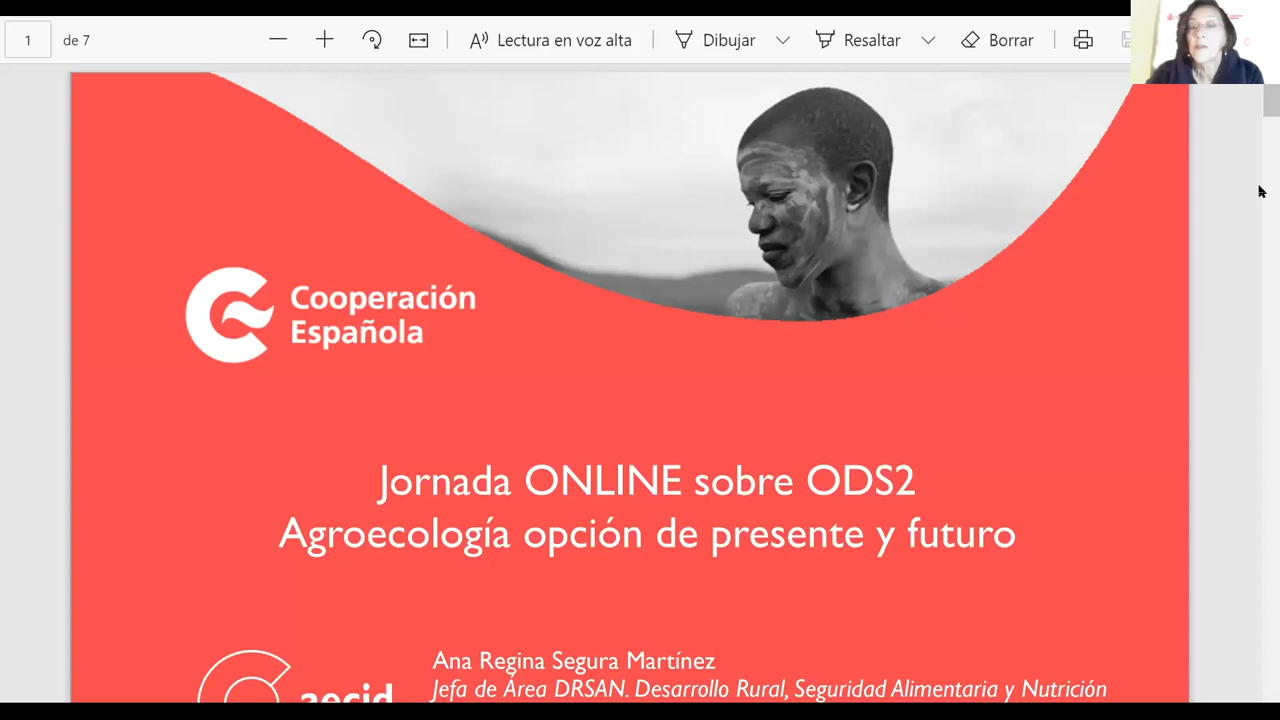 1
de 7
Lectura en voz alta
Dibujar
Resaltar
Borrar
Cooperación
Española
Jornada ONLINE sobre ODS2
Agroecología opción de presente y futuro
Ana Regina Segura Martínez
Jefa de Área DRSAN. Desarrollo Rural, Seguridad Alimentaria y Nutrición
aecid